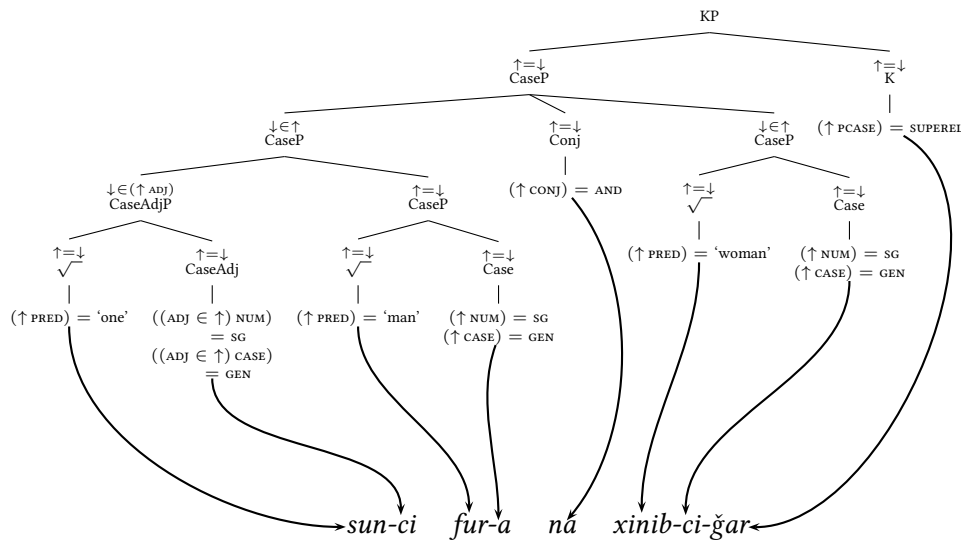 KP
↑=↓ ↑=↓
CaseP K
↓∈↑ ↑=↓ ↓∈↑ (↑ PCASE) = SUPEREL
CaseP Conj CaseP
↓∈(↑ ADJ) ↑=↓ (↑ CONJ) = AND ↑=↓ ↑=↓
CaseAdjP CaseP √ Case
↑=↓ ↑=↓ ↑=↓ ↑=↓ (↑ PRED) = ‘woman’ (↑ NUM) = SG
√ CaseAdj √ Case (↑ CASE) = GEN
(↑ PRED) = ‘one’ ((ADJ ∈ ↑) NUM) (↑ PRED) = ‘man’ (↑ NUM) = SG
= SG (↑ CASE) = GEN
((ADJ ∈ ↑) CASE)
= GEN
sun-ci fur-a na xinib-ci-ğar